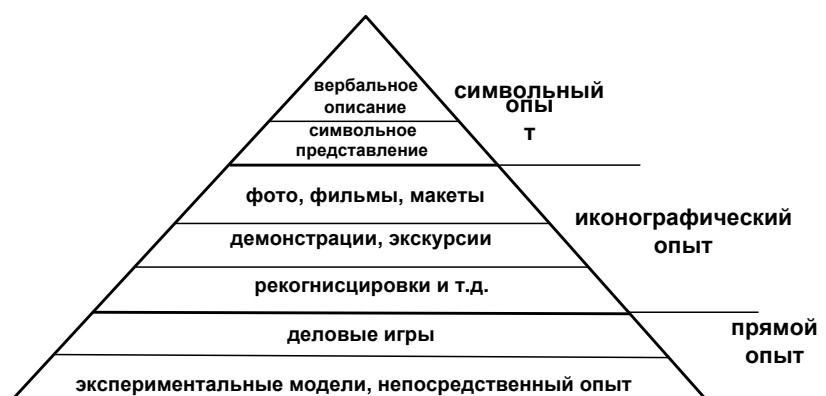 вербальное
описание
символьное
представление
символьный
опы
т
фото, фильмы, макеты
демонстрации, экскурсии
рекогнисцировки и т.д.
иконографический
опыт
деловые игры
экспериментальные модели, непосредственный опыт
прямой
опыт